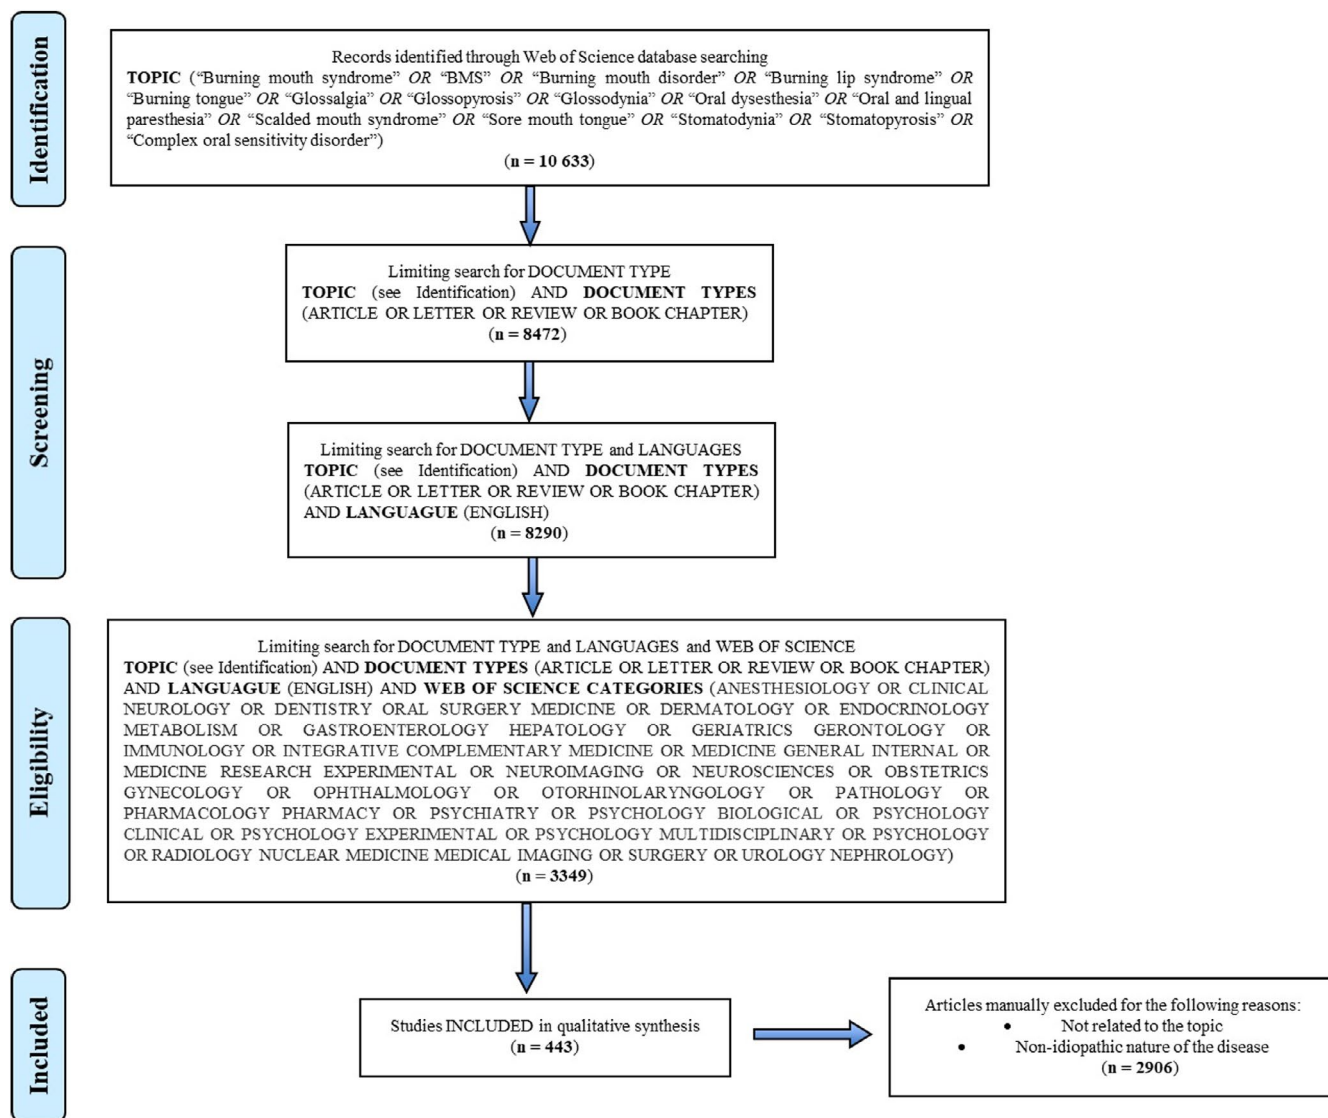 Identification
Records identified through Web of Science database searching
TOPIC (“Burning mouth syndrome” OR “BMS” OR “Burning mouth disorder” OR “Burning lip syndrome” OR
“Burning tongue” OR “Glossalgia” OR “Glossopyrosis” OR “Glossodynia” OR “Oral dysesthesia” OR “Oral and lingual
paresthesia” OR “Scalded mouth syndrome” OR “Sore mouth tongue” OR “Stomatodynia” OR “Stomatopyrosis” OR
“Complex oral sensitivity disorder”)
(n = 10 633)
Screening
Limiting search for DOCUMENT TYPE
TOPIC (see Identification) AND DOCUMENT TYPES
(ARTICLE OR LETTER OR REVIEW OR BOOK CHAPTER)
(n = 8472)
Limiting search for DOCUMENT TYPE and LANGUAGES
TOPIC (see Identification) AND DOCUMENT TYPES
(ARTICLE OR LETTER OR REVIEW OR BOOK CHAPTER)
AND LANGUAGUE (ENGLISH)
(n = 8290)
Eligibility
Limiting search for DOCUMENT TYPE and LANGUAGES and WEB OF SCIENCE
TOPIC (see Identification) AND DOCUMENT TYPES (ARTICLE OR LETTER OR REVIEW OR BOOK CHAPTER)
AND LANGUAGUE (ENGLISH) AND WEB OF SCIENCE CATEGORIES (ANESTHESIOLOGY OR CLINICAL
NEUROLOGY OR DENTISTRY ORAL SURGERY MEDICINE OR DERMATOLOGY OR ENDOCRINOLOGY
METABOLISM OR GASTROENTEROLOGY HEPATOLOGY OR GERIATRICS GERONTOLOGY OR
IMMUNOLOGY OR INTEGRATIVE COMPLEMENTARY MEDICINE OR MEDICINE GENERAL INTERNAL OR
MEDICINE RESEARCH EXPERIMENTAL OR NEUROIMAGING OR NEUROSCIENCES OR OBSTETRICS
GYNECOLOGY OR OPHTHALMOLOGY OR OTORHINOLARYNGOLOGY OR PATHOLOGY OR
PHARMACOLOGY PHARMACY OR PSYCHIATRY OR PSYCHOLOGY BIOLOGICAL OR PSYCHOLOGY
CLINICAL OR PSYCHOLOGY EXPERIMENTAL OR PSYCHOLOGY MULTIDISCIPLINARY OR PSYCHOLOGY
OR RADIOLOGY NUCLEAR MEDICINE MEDICAL IMAGING OR SURGERY OR UROLOGY NEPHROLOGY)
(n = 3349)
Included
Studies INCLUDED in qualitative synthesis
(n = 443)
Articles manually excluded for the following reasons:
• Not related to the topic
• Non-idiopathic nature of the disease
(n = 2906)